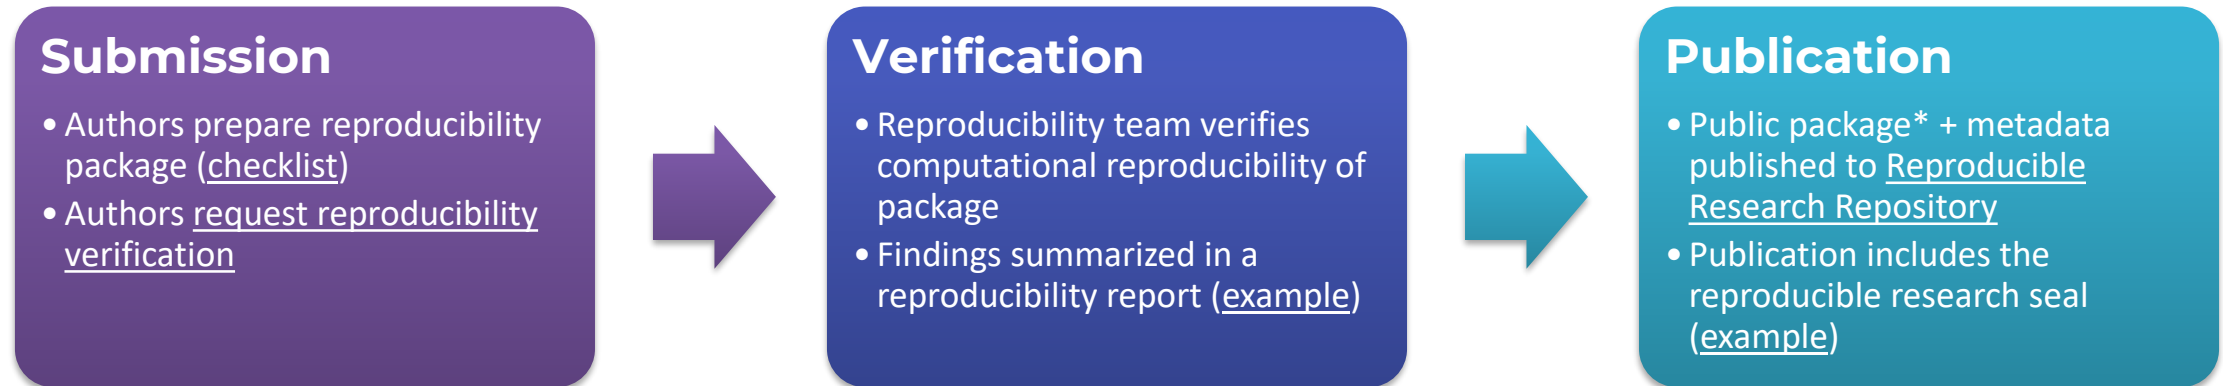 Submission
• Authors prepare reproducibility
package (checklist)
• Authors request reproducibility
verification
Verification
• Reproducibility team verifies
computational reproducibility of
package
• Findings summarized in a
reproducibility report (example)
Publication
• Public package* + metadata
published to Reproducible
Research Repository
• Publication includes the
reproducible research seal
(example)